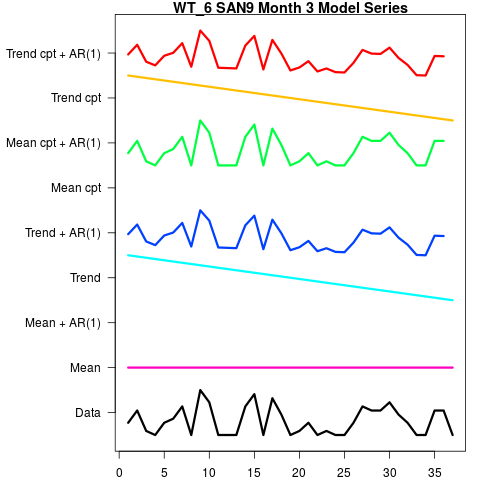 WT_6 SAN9 Month 3 Model Series
Trend cpt + AR(1)
Trend cpt
Mean cpt + AR(1)
Mean cpt
Trend + AR(1)
Trend
Mean + AR(1)
Mean
Data
0 5 10 15 20 25 30 35